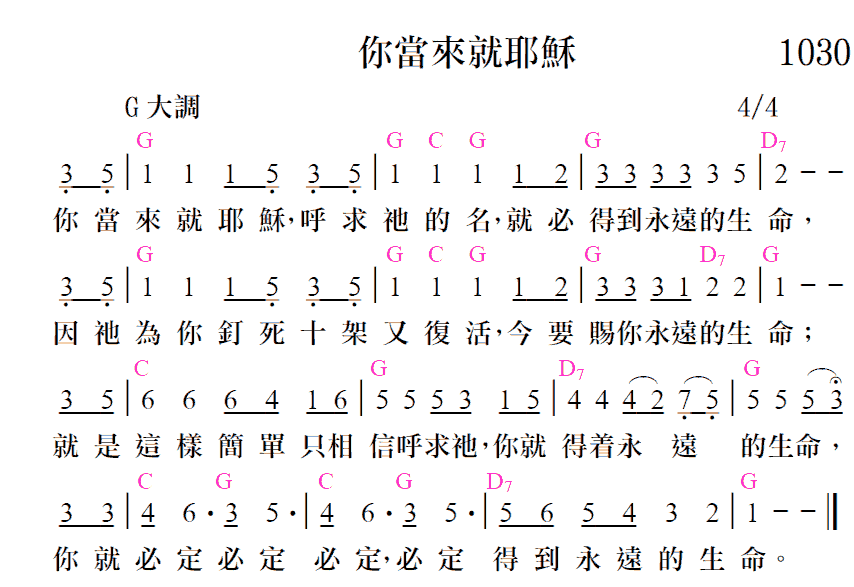 你當來就耶穌 1030
G 大調 4/4
G G C G G D7
3 5 | 1 1 1 5 3 5 | 1 1 1 1 2 | 3 3 3 3 3 5 | 2 - -
你當來就耶穌,呼求祂的名,就必得到永遠的生命,
G G C G G D7 G
3 5 | 1 1 1 5 3 5 | 1 1 1 1 2 | 3 3 3 1 2 2 | 1 - -
因祂為你釘死十架又復活,今要賜你永遠的生命;
C G D7 G
3 5 | 6 6 6 4 1 6 | 5 5 5 3 1 5 | 4 4 4 2 7 5 | 5 5 5 3
就是這樣簡單只相信呼求祂,你就得着永遠的生命,
C G C G D7 G
3 3 | 4 6 · 3 5 · | 4 6 · 3 5 · | 5 6 5 4 3 2 | 1 - - ||
你就必定必定必定,必定得到永遠的生命。